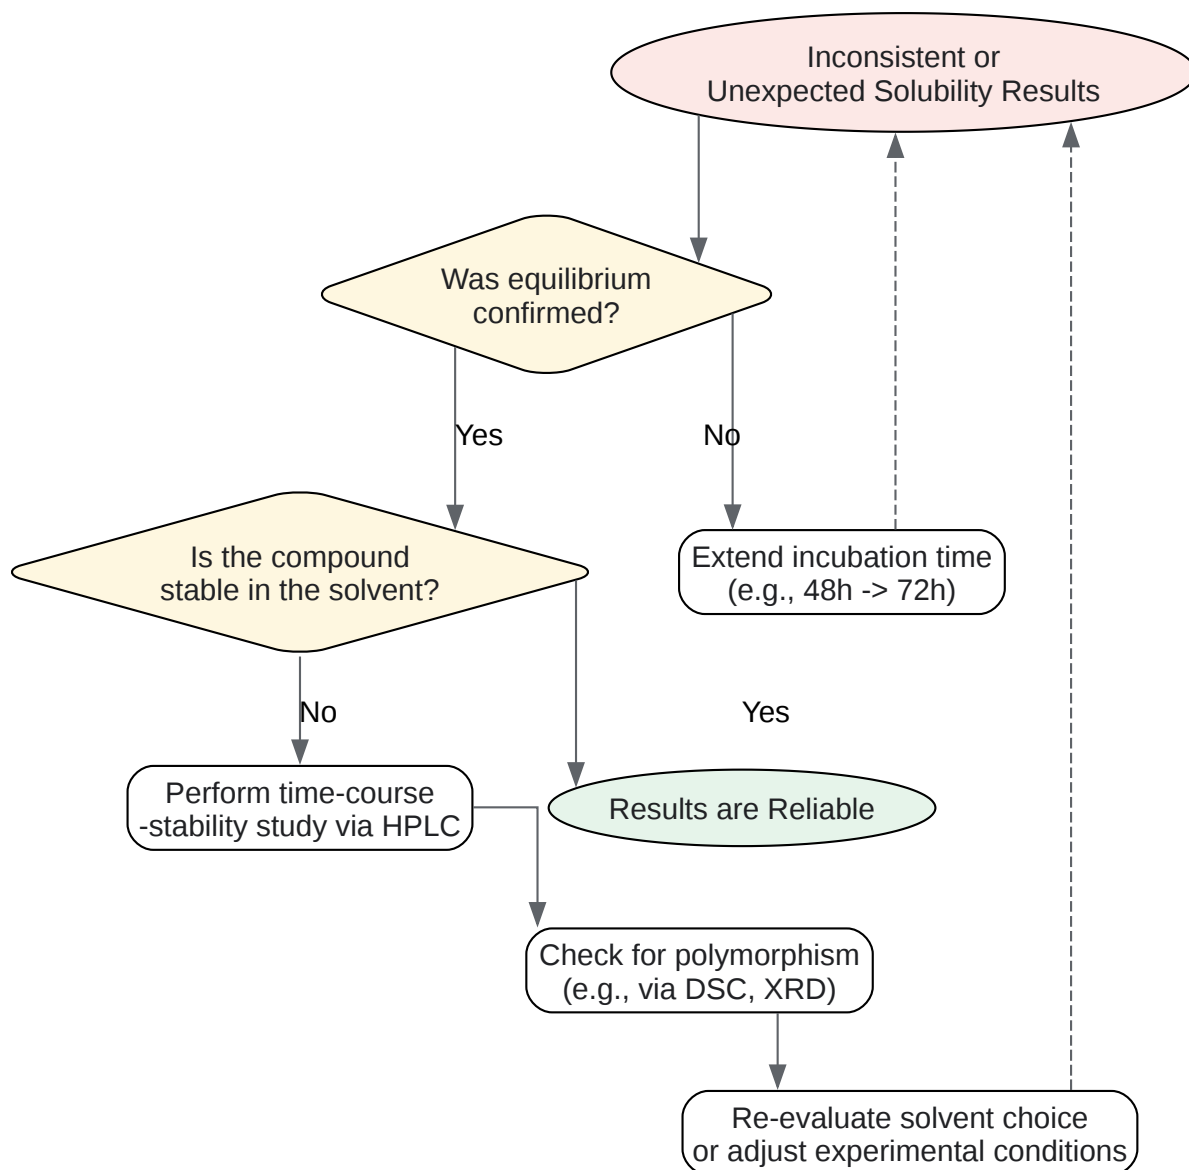 Inconsistent or
Unexpected Solubility Results
Was equilibrium
confirmed?
Yes
No
Is the compound
stable in the solvent?
Extend incubation time
(e.g., 48h -> 72h)
No
Yes
Perform time-course
-stability study via HPLC
Results are Reliable
Check for polymorphism
(e.g., via DSC, XRD)
Re-evaluate solvent choice
or adjust experimental conditions